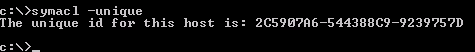 c:\>symacl -unique
The unique id for this host is: 2C5907A6-544388C9-9239757D
c:\>_